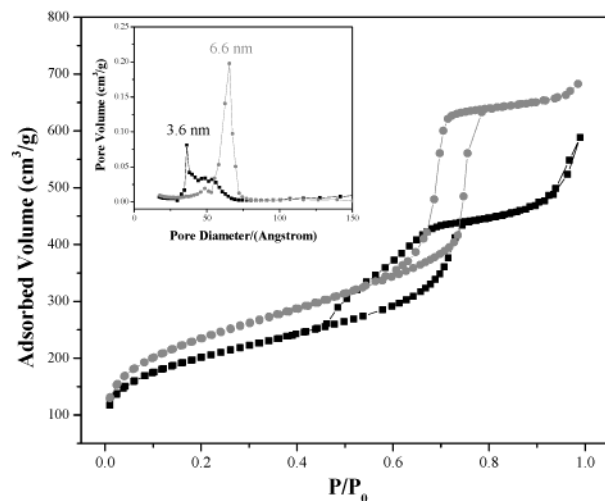 800
700
600
500
400
300
200
100
Adsorbed Volume (cm³/g)
0.0 0.2 0.4 0.6 0.8 1.0
P/P₀
0.25
0.20
0.15
0.10
0.05
0.00
Pore Volume (cm³/g)
6.6 nm
3.6 nm
0 50 100 150
Pore Diameter/(Angstrom)